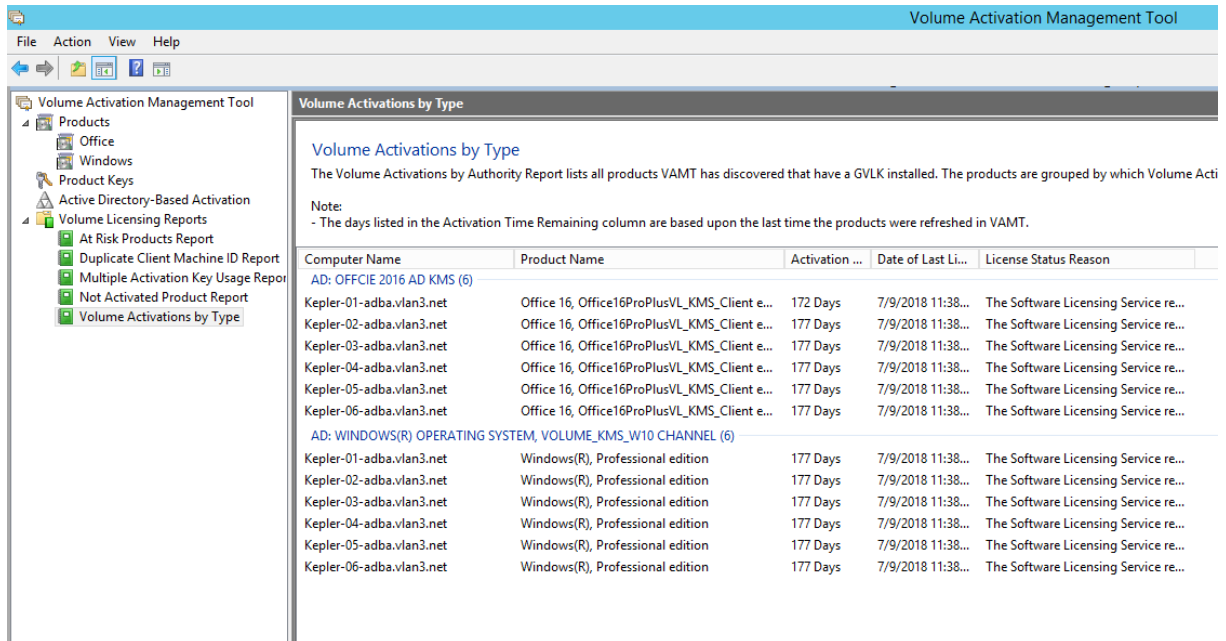 Volume Activation Management Tool
File Action View Help
Volume Activation Management Tool
Products
Office
Windows
Product Keys
Active Directory-Based Activation
Volume Licensing Reports
At Risk Products Report
Duplicate Client Machine ID Report
Multiple Activation Key Usage Repor
Not Activated Product Report
Volume Activations by Type
Volume Activations by Type
Volume Activations by Type
The Volume Activations by Authority Report lists all products VAMT has discovered that have a GVLK installed. The products are grouped by which Volume Acti
Note:
- The days listed in the Activation Time Remaining column are based upon the last time the products were refreshed in VAMT.
Computer Name Product Name Activation ... Date of Last Li... License Status Reason
AD: OFFCIE 2016 AD KMS (6)
Kepler-01-adba.vlan3.net Office 16, Office16ProPlusVL_KMS_Client e... 172 Days 7/9/2018 11:38... The Software Licensing Service re...
Kepler-02-adba.vlan3.net Office 16, Office16ProPlusVL_KMS_Client e... 177 Days 7/9/2018 11:38... The Software Licensing Service re...
Kepler-03-adba.vlan3.net Office 16, Office16ProPlusVL_KMS_Client e... 177 Days 7/9/2018 11:38... The Software Licensing Service re...
Kepler-04-adba.vlan3.net Office 16, Office16ProPlusVL_KMS_Client e... 177 Days 7/9/2018 11:38... The Software Licensing Service re...
Kepler-05-adba.vlan3.net Office 16, Office16ProPlusVL_KMS_Client e... 177 Days 7/9/2018 11:38... The Software Licensing Service re...
Kepler-06-adba.vlan3.net Office 16, Office16ProPlusVL_KMS_Client e... 177 Days 7/9/2018 11:38... The Software Licensing Service re...
AD: WINDOWS(R) OPERATING SYSTEM, VOLUME_KMS_W10 CHANNEL (6)
Kepler-01-adba.vlan3.net Windows(R), Professional edition 177 Days 7/9/2018 11:38... The Software Licensing Service re...
Kepler-02-adba.vlan3.net Windows(R), Professional edition 177 Days 7/9/2018 11:38... The Software Licensing Service re...
Kepler-03-adba.vlan3.net Windows(R), Professional edition 177 Days 7/9/2018 11:38... The Software Licensing Service re...
Kepler-04-adba.vlan3.net Windows(R), Professional edition 177 Days 7/9/2018 11:38... The Software Licensing Service re...
Kepler-05-adba.vlan3.net Windows(R), Professional edition 177 Days 7/9/2018 11:38... The Software Licensing Service re...
Kepler-06-adba.vlan3.net Windows(R), Professional edition 177 Days 7/9/2018 11:38... The Software Licensing Service re...